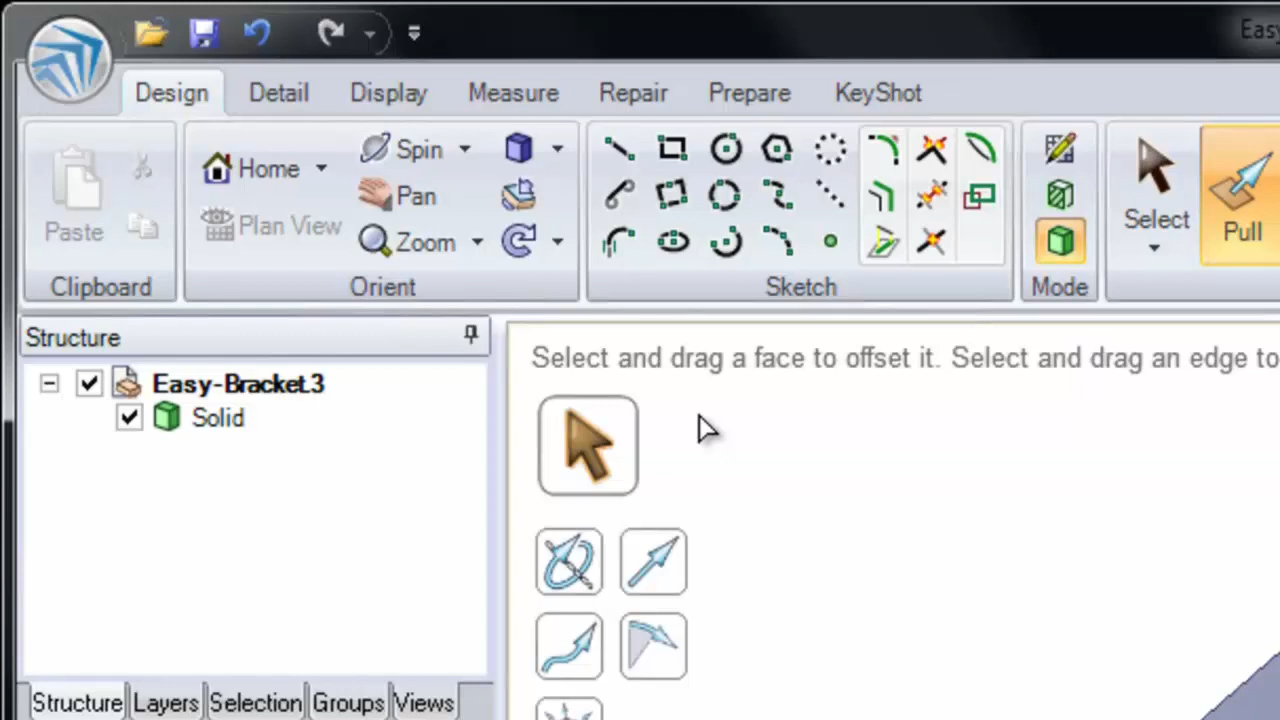 Easy
Design Detail Display Measure Repair Prepare KeyShot
Paste
Clipboard
Home
Plan View
Spin
Pan
Zoom
Orient
Sketch
Mode
Select
Pull
Structure
Easy-Bracket.3
Solid
Select and drag a face to offset it. Select and drag an edge to
Structure Layers Selection Groups Views